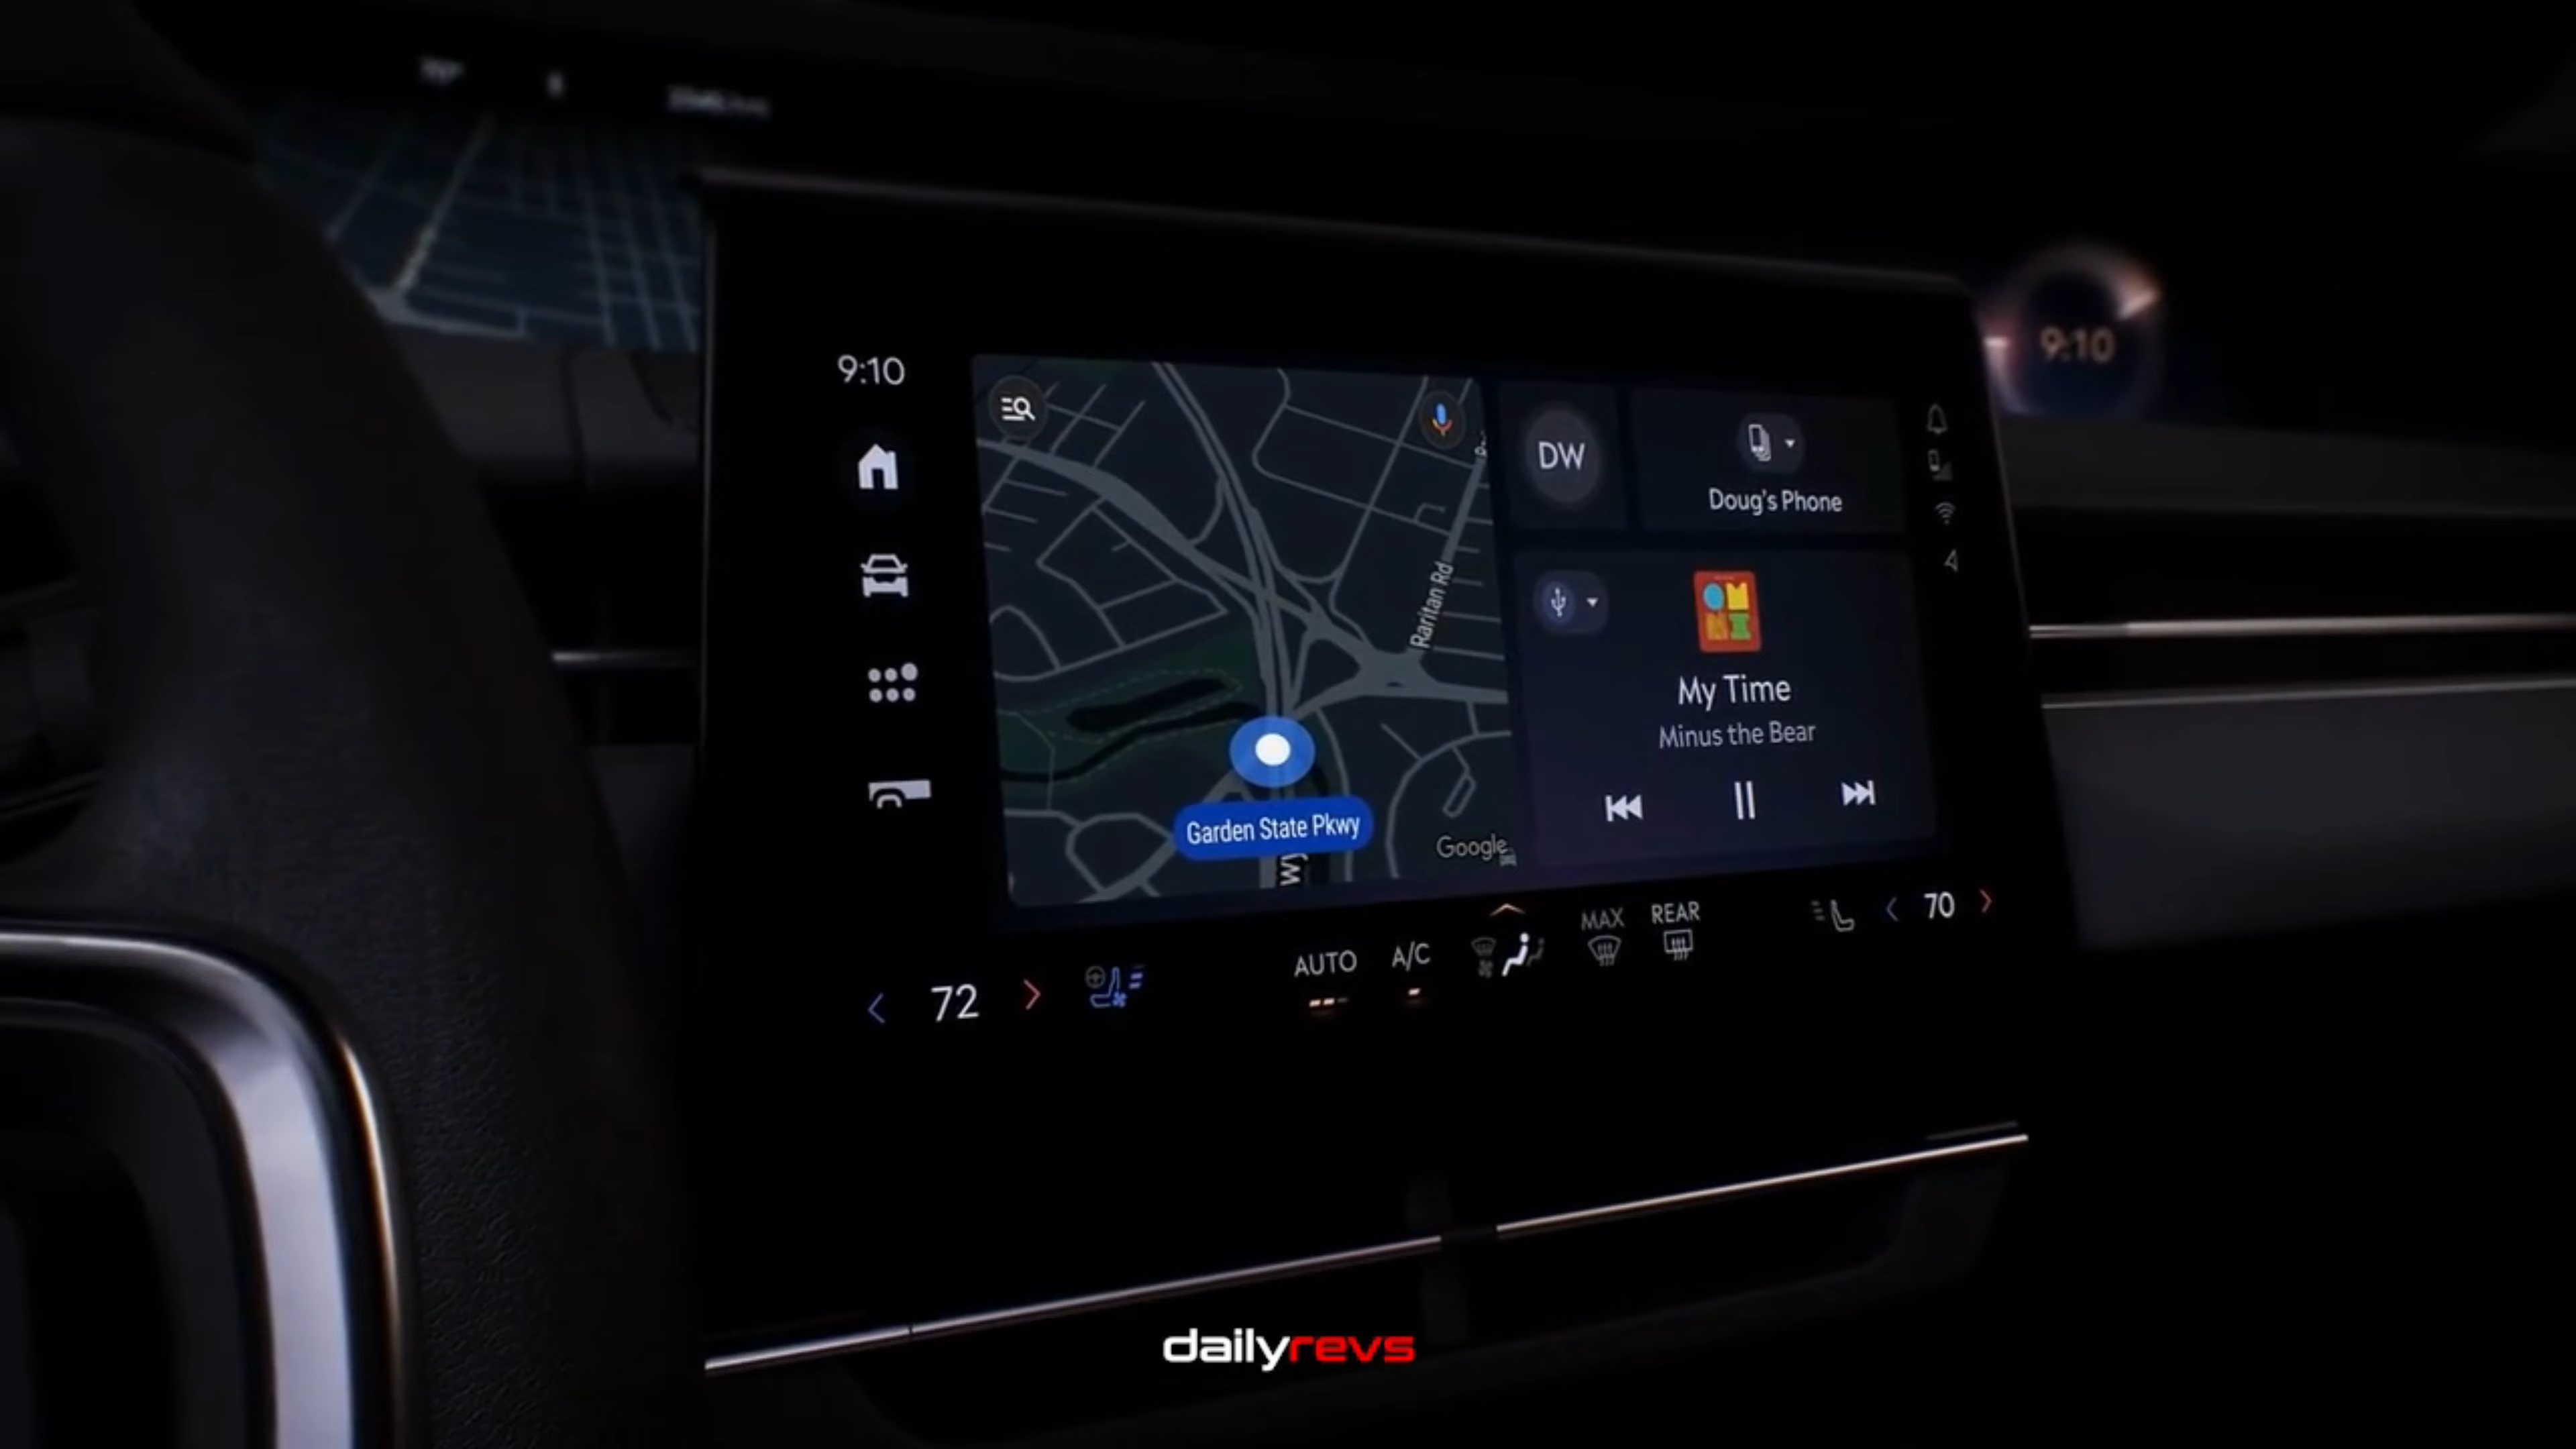 9:10
9:10
DW
Doug's Phone
Raritan Rd
My Time
Minus the Bear
Garden State Pkwy
Google
70
MAX
REAR
AUTO
A/C
72
dailyrevs